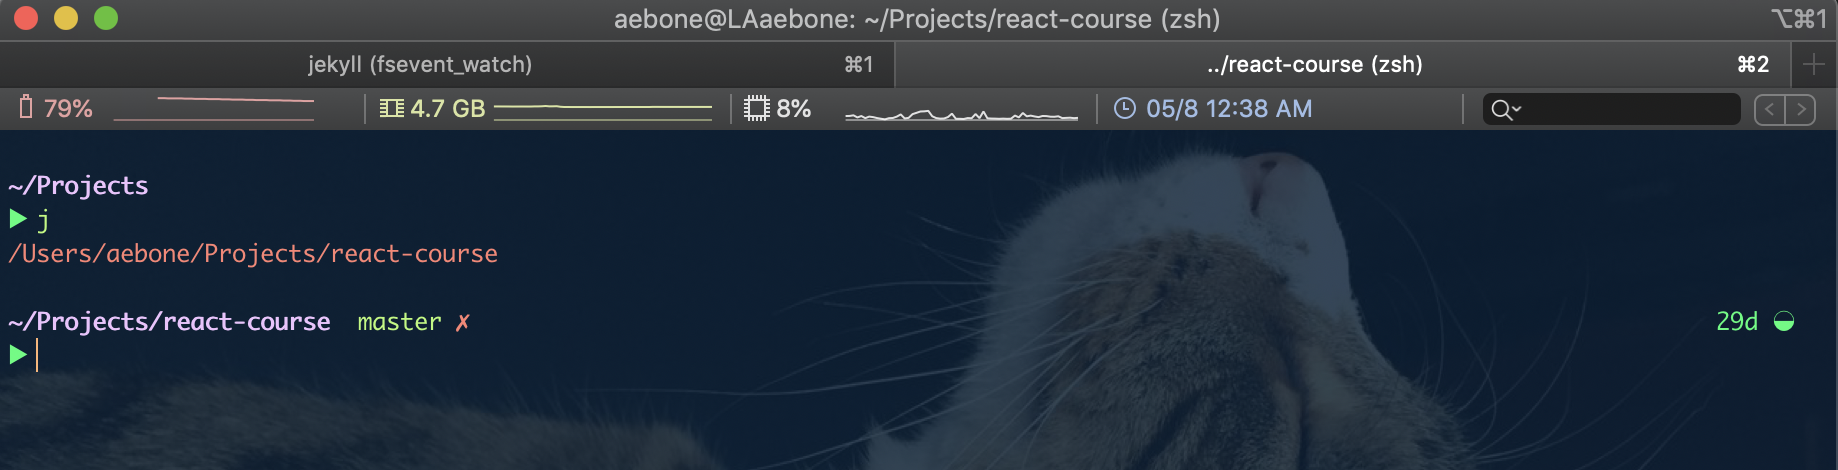 aebone@LAaebone: ~/Projects/react-course (zsh) ⌥⌘1
jekyll (fsevent_watch) ⌘1 ../react-course (zsh) ⌘2
79% 4.7 GB 8% 05/8 12:38 AM
~/Projects
▶ j
/Users/aebone/Projects/react-course
~/Projects/react-course master ✗ 29d
▶